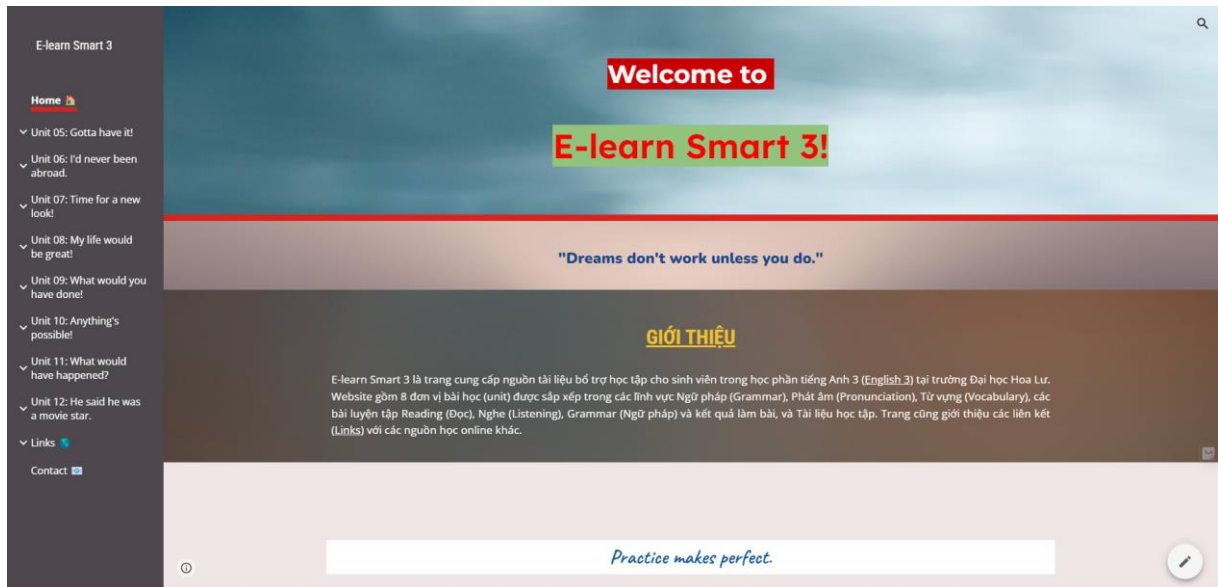 E-learn Smart 3
Home
Unit 05: Gotta have it!
Unit 06: I'd never been
abroad.
Unit 07: Time for a new
look!
Unit 08: My life would
be great!
Unit 09: What would you
have done!
Unit 10: Anything's
possible!
Unit 11: What would
have happened?
Unit 12: He said he was
a movie star.
Links
Contact
Welcome to
E-learn Smart 3!
"Dreams don't work unless you do."
GIỚI THIỆU
E-learn Smart 3 là trang cung cấp nguồn tài liệu bổ trợ học tập cho sinh viên trong học phần tiếng Anh 3 (English 3) tại trường Đại học Hoa Lư.
Website gồm 8 đơn vị bài học (unit) được sắp xếp trong các lĩnh vực Ngữ pháp (Grammar), Phát âm (Pronunciation), Từ vựng (Vocabulary), các
bài luyện tập Reading (Đọc), Nghe (Listening), Grammar (Ngữ pháp) và kết quả làm bài, và Tài liệu học tập. Trang cũng giới thiệu các liên kết
(Links) với các nguồn học online khác.
Practice makes perfect.